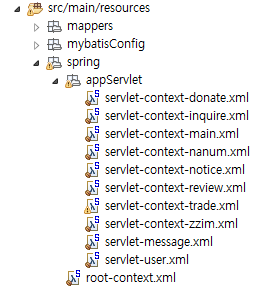 src/main/resources
mappers
mybatisConfig
spring
appServlet
servlet-context-donate.xml
servlet-context-inquire.xml
servlet-context-main.xml
servlet-context-nanum.xml
servlet-context-notice.xml
servlet-context-review.xml
servlet-context-trade.xml
servlet-context-zzim.xml
servlet-message.xml
servlet-user.xml
root-context.xml